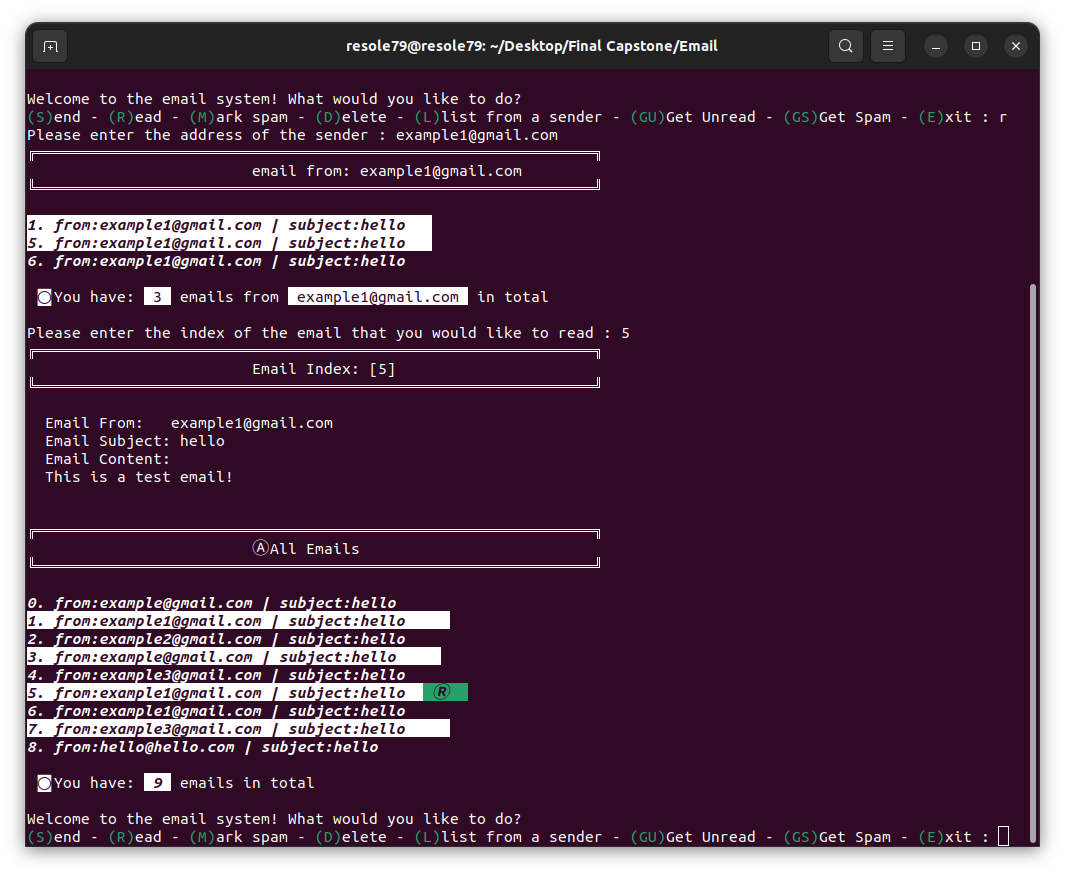 resole79@resole79: ~/Desktop/Final Capstone/Email
Welcome to the email system! What would you like to do?
(S)end - (R)ead - (M)ark spam - (D)elete - (L)list from a sender - (GU)Get Unread - (GS)Get Spam - (E)xit : r
Please enter the address of the sender : example1@gmail.com
email from: example1@gmail.com
1. from:example1@gmail.com | subject:hello
5. from:example1@gmail.com | subject:hello
6. from:example1@gmail.com | subject:hello
◙You have: 3 emails from example1@gmail.com in total
Please enter the index of the email that you would like to read : 5
Email Index: [5]
Email From: example1@gmail.com
Email Subject: hello
Email Content:
This is a test email!
ⒶAll Emails
0. from:example@gmail.com | subject:hello
1. from:example1@gmail.com | subject:hello
2. from:example2@gmail.com | subject:hello
3. from:example@gmail.com | subject:hello
4. from:example3@gmail.com | subject:hello
5. from:example1@gmail.com | subject:hello Ⓡ
6. from:example1@gmail.com | subject:hello
7. from:example3@gmail.com | subject:hello
8. from:hello@hello.com | subject:hello
◙You have: 9 emails in total
Welcome to the email system! What would you like to do?
(S)end - (R)ead - (M)ark spam - (D)elete - (L)list from a sender - (GU)Get Unread - (GS)Get Spam - (E)xit :